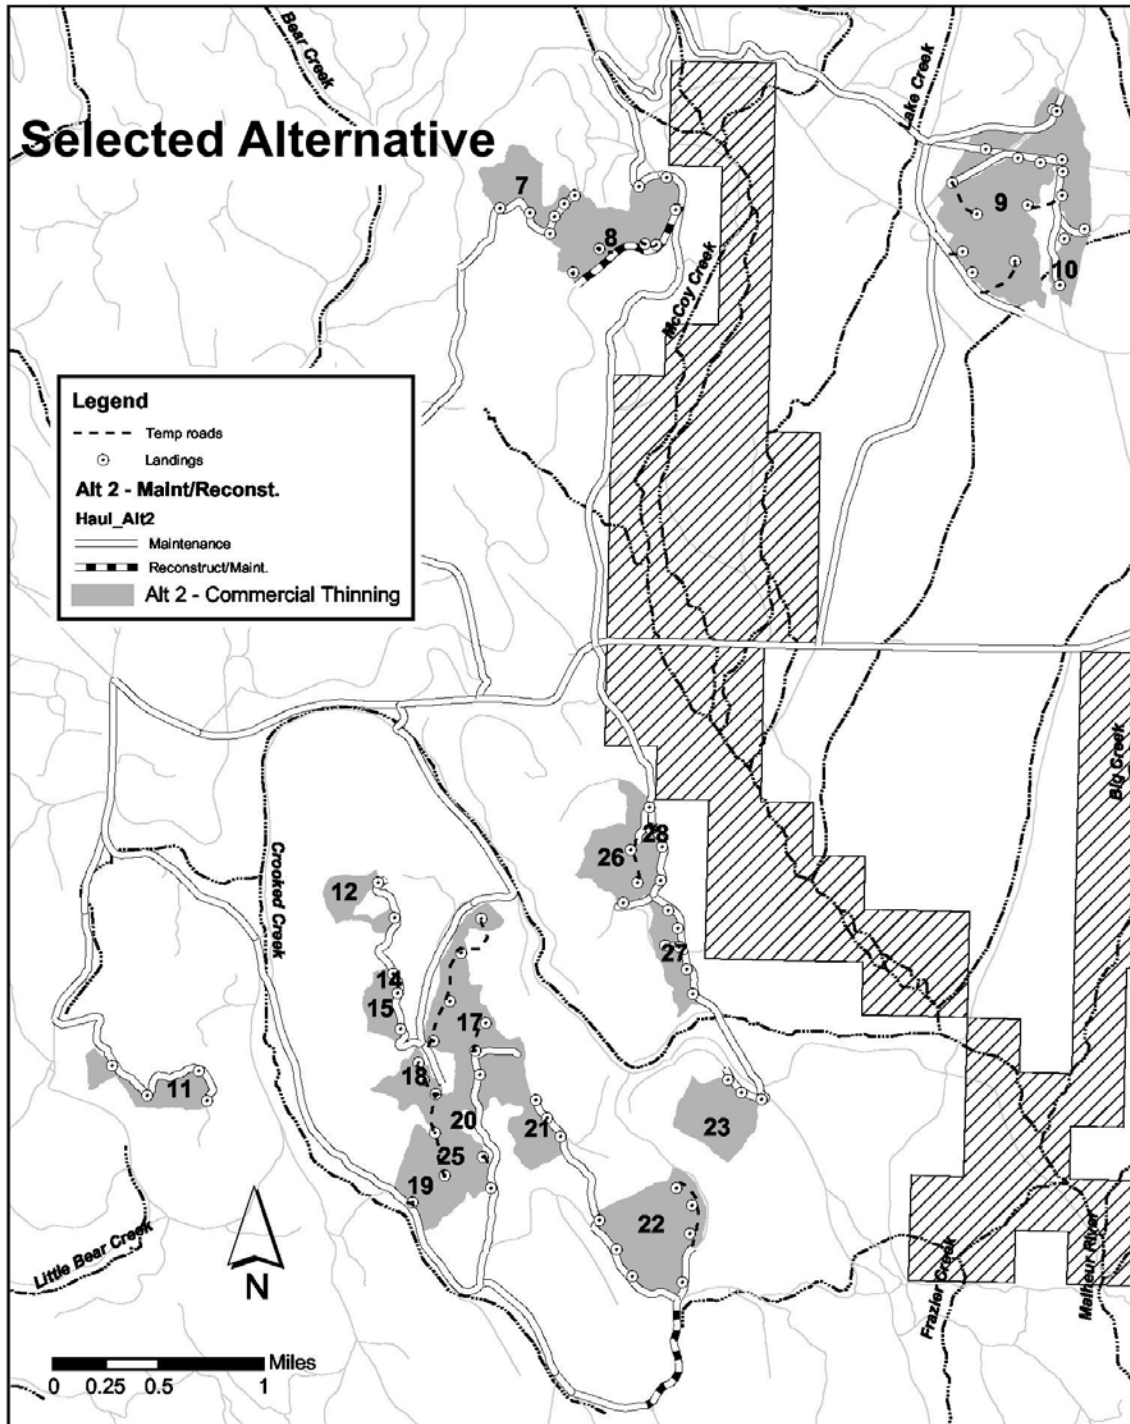 Bear Creek
Lake Creek
Selected Alternative
7
8
9
10
McCoy Creek
Legend
Temp roads
Landings
Alt 2 - Maint/Reconst.
Haul_Alt2
Maintenance
Reconstruct/Maint.
Alt 2 - Commercial Thinning
Big Creek
Crooked Creek
28
26
12
27
14
15
17
11
18
20
21
23
25
19
22
Little Bear Creek
N
Frazier Creek
Malheur River
Miles
0 0.25 0.5 1